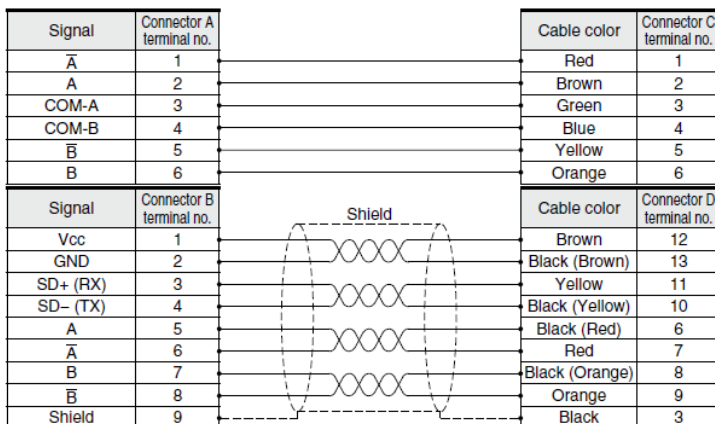 Signal Connector A terminal no. Cable color Connector C terminal no.
A̅ 1 Red 1
A 2 Brown 2
COM-A 3 Green 3
COM-B 4 Blue 4
B̅ 5 Yellow 5
B 6 Orange 6
Signal Connector B terminal no. Shield Cable color Connector D terminal no.
Vcc 1 Brown 12
GND 2 Black (Brown) 13
SD+ (RX) 3 Yellow 11
SD− (TX) 4 Black (Yellow) 10
A 5 Black (Red) 6
A̅ 6 Red 7
B 7 Black (Orange) 8
B̅ 8 Orange 9
Shield 9 Black 3